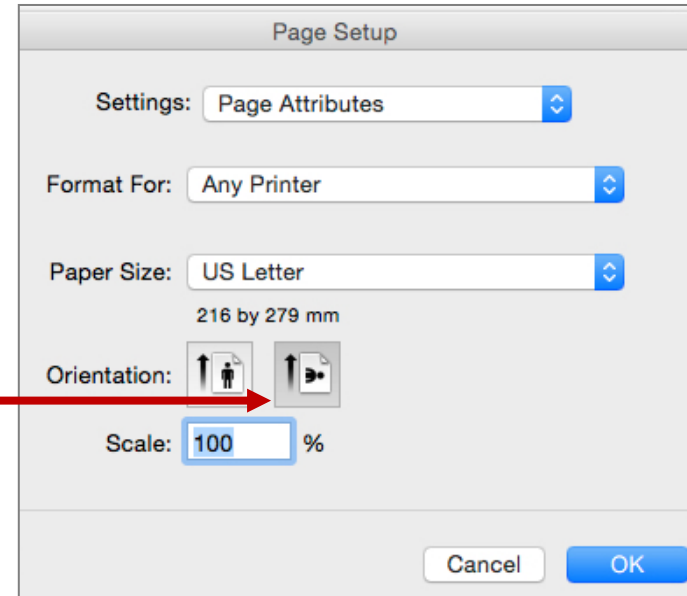 Page Setup
Settings: Page Attributes
Format For: Any Printer
Paper Size: US Letter
216 by 279 mm
Orientation:
Scale: 100 %
Cancel OK